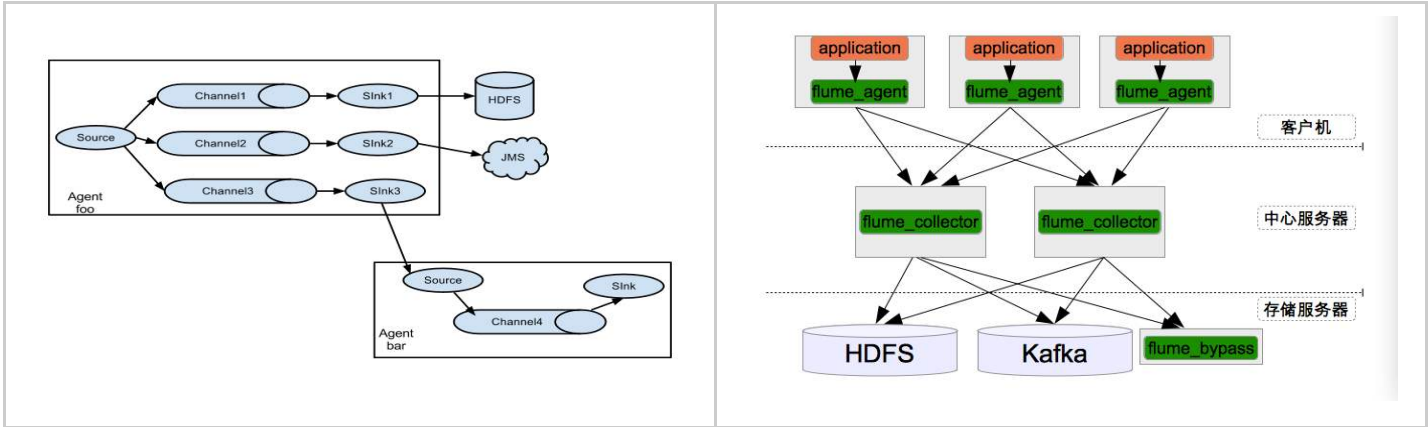 Channel1
SInk1
HDFS
Source
Channel2
SInk2
JMS
Channel3
SInk3
Agent
foo
Source
SInk
Channel4
Agent
bar
application
application
application
flume_agent
flume_agent
flume_agent
客户机
flume_collector
flume_collector
中心服务器
存储服务器
HDFS
Kafka
flume_bypass